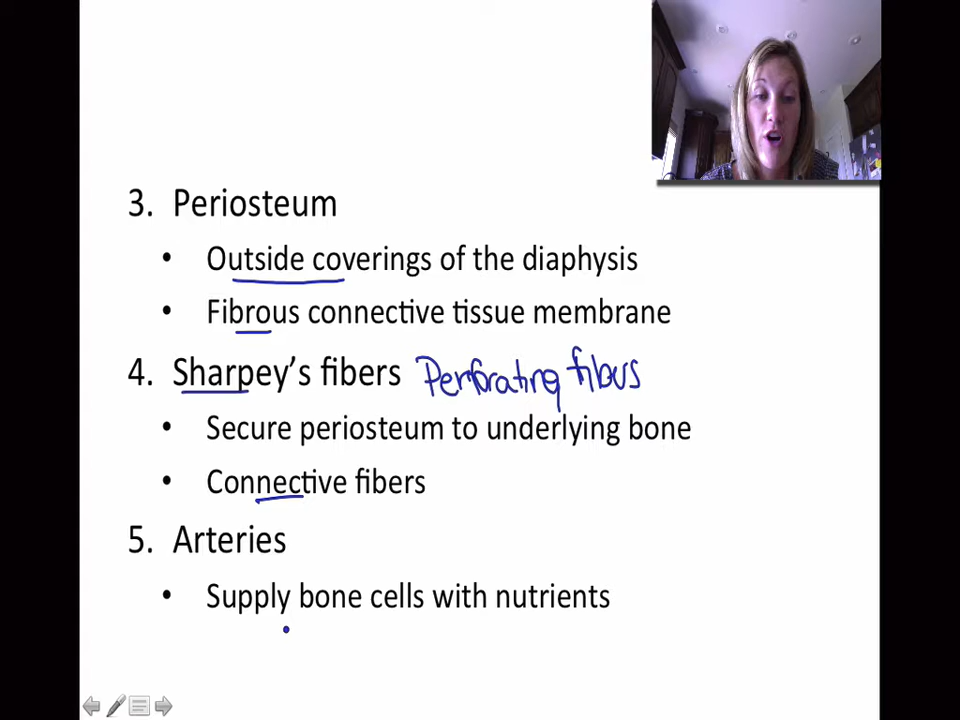 3. Periosteum
• Outside coverings of the diaphysis
• Fibrous connective tissue membrane
4. Sharpey's fibers Perforating fibus
• Secure periosteum to underlying bone
• Connective fibers
5. Arteries
• Supply bone cells with nutrients